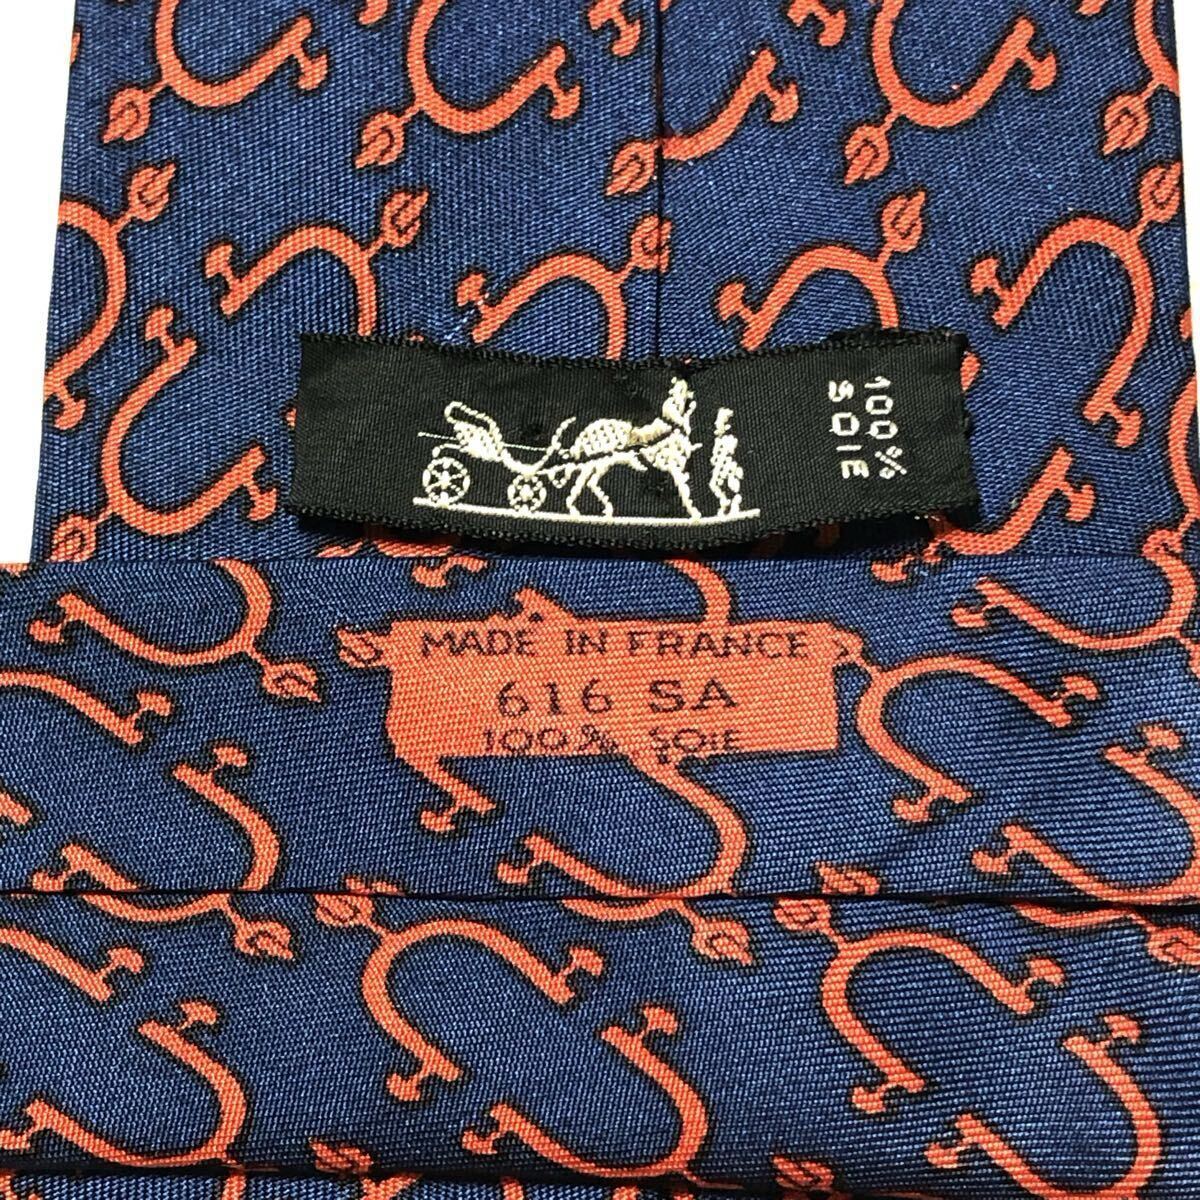 100%
SOIE
MADE IN FRANCE
616 SA
100% SOIE